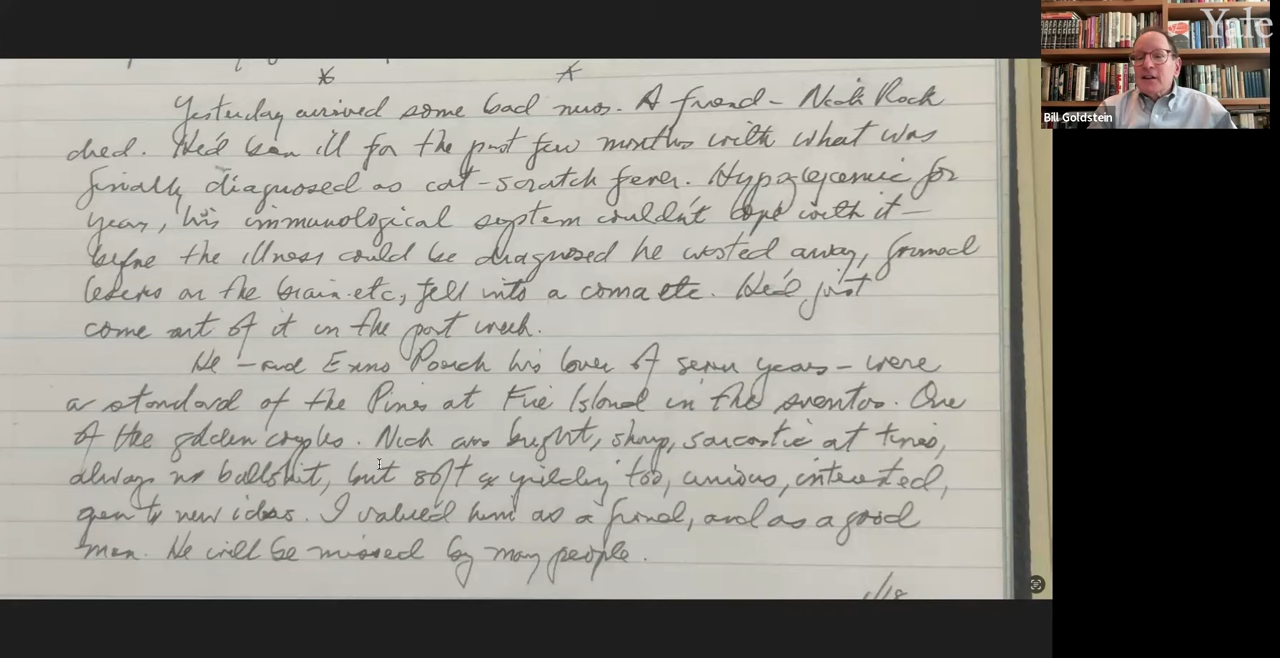 Yale
Bill Goldstein
Yesterday arrived some bad news. A friend – Nick Rock
died. He'd been ill for the past few months with what was
finally diagnosed as cat-scratch fever. Hypoglycemic for
years, his immunological system couldn't cope with it –
before the illness could be diagnosed he wasted away, formed
lesions on the brain etc, fell into a coma etc. He'd just
come out of it in the past week.
He – and Enno Poersch his lover of seven years – were
a standard of the Pines at Fire Island in the seventies. One
of the golden couples. Nick was bright, sharp, sarcastic at times,
always no bullshit, but soft & yielding too, curious, interested,
open to new ideas. I valued him as a friend, and as a good
man. He will be missed by many people.
1/18